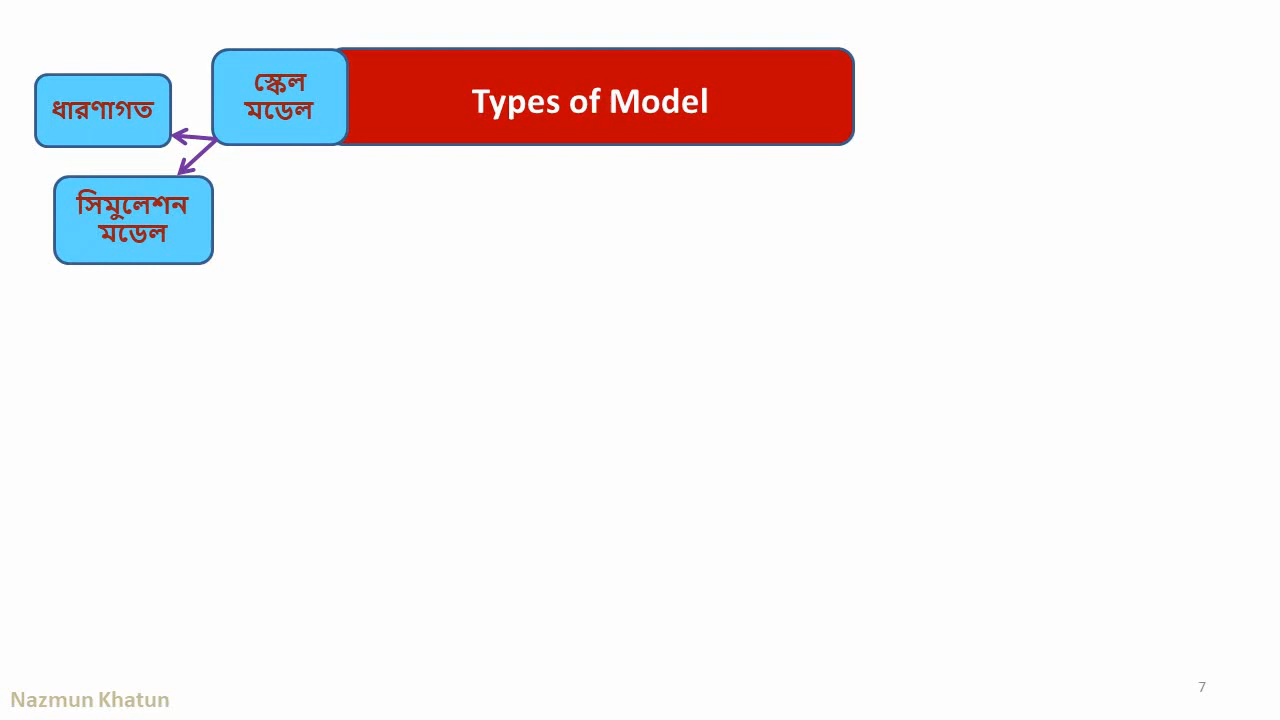 স্কেল
মডেল
Types of Model
ধারণাগত
সিমুলেশন
মডেল
Nazmun Khatun
7